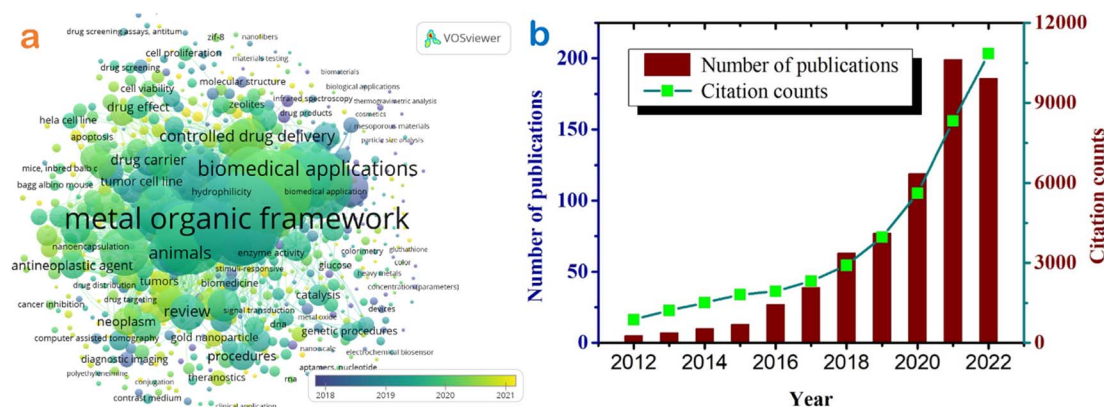 a
drug screening assays, antitum
zif-8
nanofibers
VOSviewer
cell proliferation
materials testing
drug screening
molecular structure
biomaterials
cell viability
biological applications
drug effect
zeolites
infrared spectroscopy
thermogravimetric analysis
hela cell line
drug products
cosmetics
controlled drug delivery
mesoporous materials
apoptosis
particle size analysis
drug carrier
mice, inbred balb c
biomedical applications
bagg albino mouse
tumor cell line
hydrophilicity
biomedical application
metal organic framework
nanoencapsulation
animals
enzyme activity
colorimetry
gluthathione
color
antineoplastic agent
stimuli-responsive
glucose
heavy metals
drug distribution
tumors
biomedicine
concentration(parameters)
drug targeting
catalysis
cancer inhibition
review
signal transduction
metal oxide
devices
neoplasm
dna
genetic procedures
computer assisted tomography
gold nanoparticle
nanoscale
electrochemical biosensor
diagnostic imaging
procedures
aptamers, nucleotide
polyethyleneimine
theranostics
rna
conjugation
contrast medium
clinical application
2018 2019 2020 2021
b
Number of publications
Citation counts
200
150
100
50
0
Number of publications
12000
9000
6000
3000
0
Citation counts
2012 2014 2016 2018 2020 2022
Year